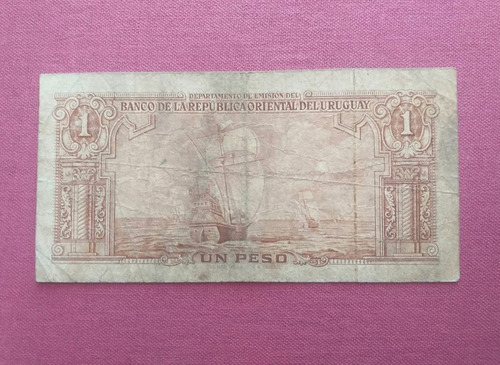 DEPARTAMENTO DE EMISION DEL
BANCO DE LA REPUBLICA ORIENTAL DEL URUGUAY
1 1
UN PESO